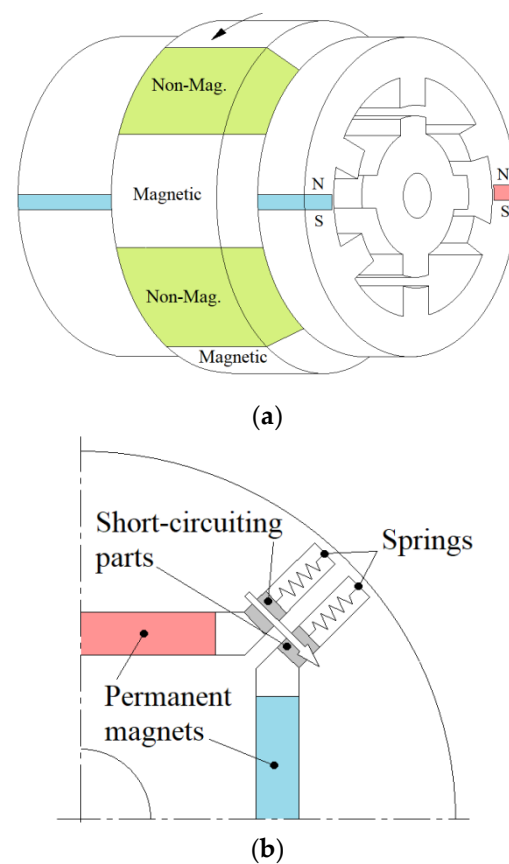 Non-Mag.
Magnetic
N
S
N
S
Non-Mag.
Magnetic
(a)
Short-circuiting
parts
Springs
Permanent
magnets
(b)